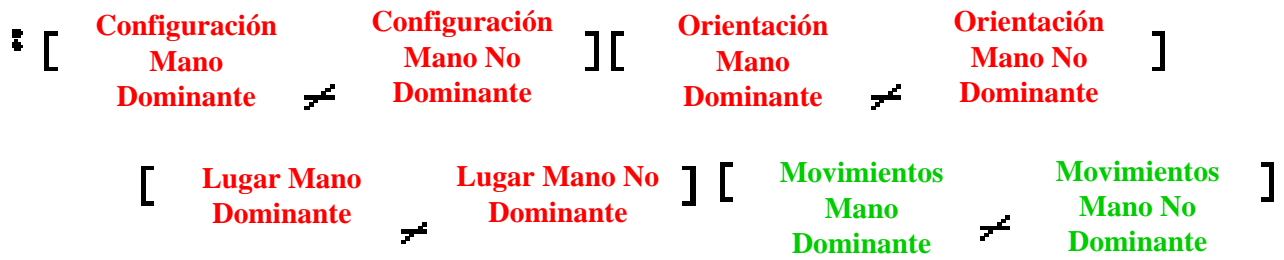 : [ Configuración Mano Dominante ≠ Configuración Mano No Dominante ] [ Orientación Mano Dominante ≠ Orientación Mano No Dominante ]
[ Lugar Mano Dominante ≠ Lugar Mano No Dominante ] [ Movimientos Mano Dominante ≠ Movimientos Mano No Dominante ]